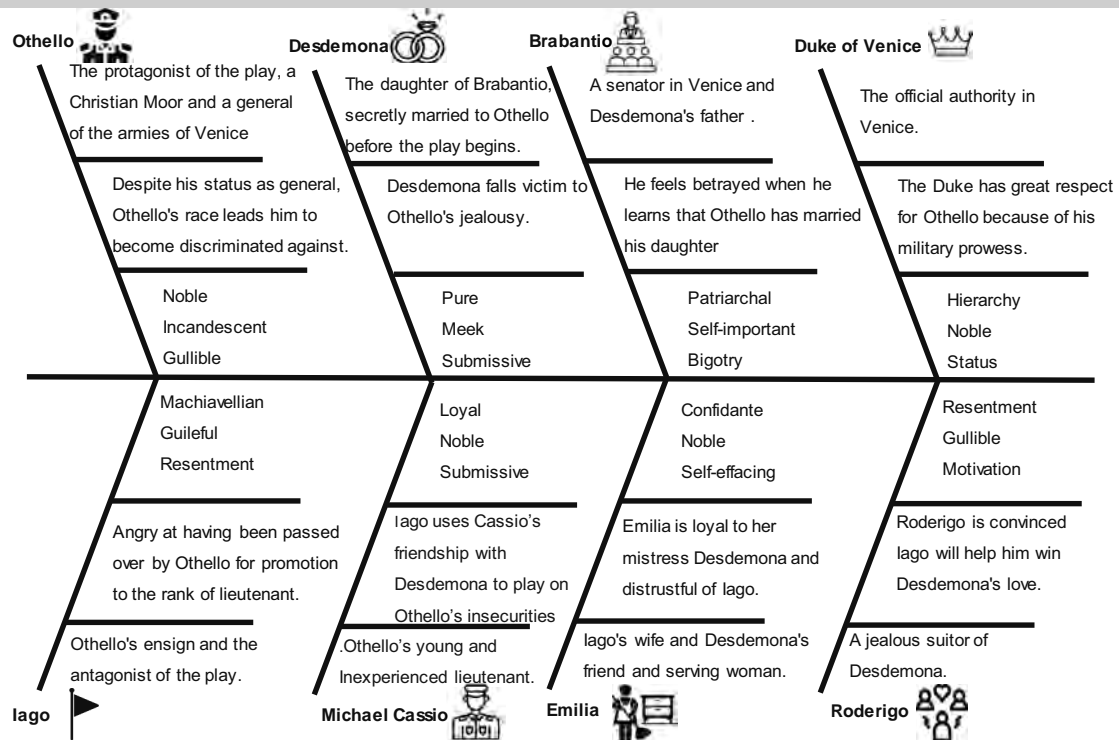 Othello
The protagonist of the play, a
Christian Moor and a general
of the armies of Venice
Despite his status as general,
Othello's race leads him to
become discriminated against.
Noble
Incandescent
Gullible
Desdemona
The daughter of Brabantio,
secretly married to Othello
before the play begins.
Desdemona falls victim to
Othello's jealousy.
Pure
Meek
Submissive
Brabantio
A senator in Venice and
Desdemona's father .
He feels betrayed when he
learns that Othello has married
his daughter
Patriarchal
Self-important
Bigotry
Duke of Venice
The official authority in
Venice.
The Duke has great respect
for Othello because of his
military prowess.
Hierarchy
Noble
Status
Machiavellian
Guileful
Resentment
Angry at having been passed
over by Othello for promotion
to the rank of lieutenant.
Othello's ensign and the
antagonist of the play.
Iago
Loyal
Noble
Submissive
Iago uses Cassio’s
friendship with
Desdemona to play on
Othello’s insecurities
.Othello’s young and
Inexperienced lieutenant.
Michael Cassio
Confidante
Noble
Self-effacing
Emilia is loyal to her
mistress Desdemona and
distrustful of Iago.
Iago's wife and Desdemona's
friend and serving woman.
Emilia
Resentment
Gullible
Motivation
Roderigo is convinced
Iago will help him win
Desdemona's love.
A jealous suitor of
Desdemona.
Roderigo